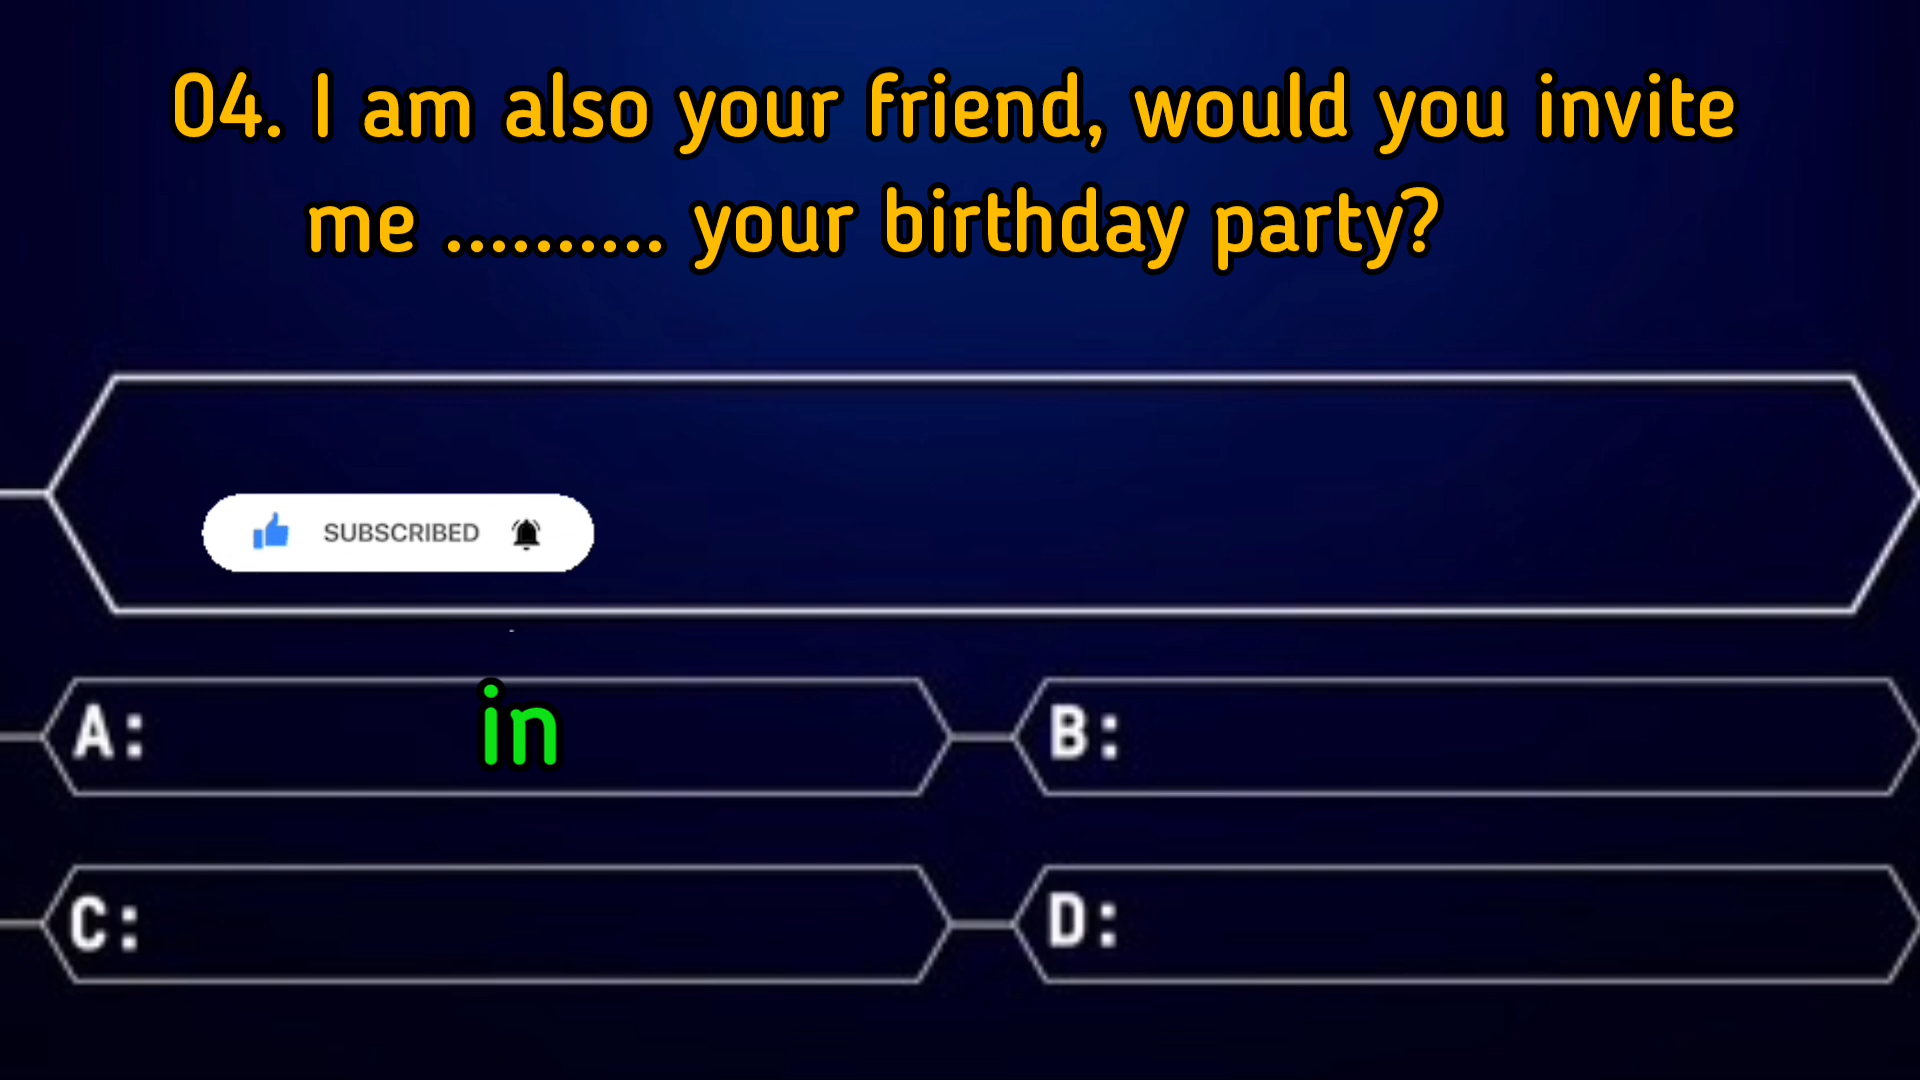 04. I am also your friend, would you invite
me .......... your birthday party?
SUBSCRIBED
A: in
B:
C:
D: